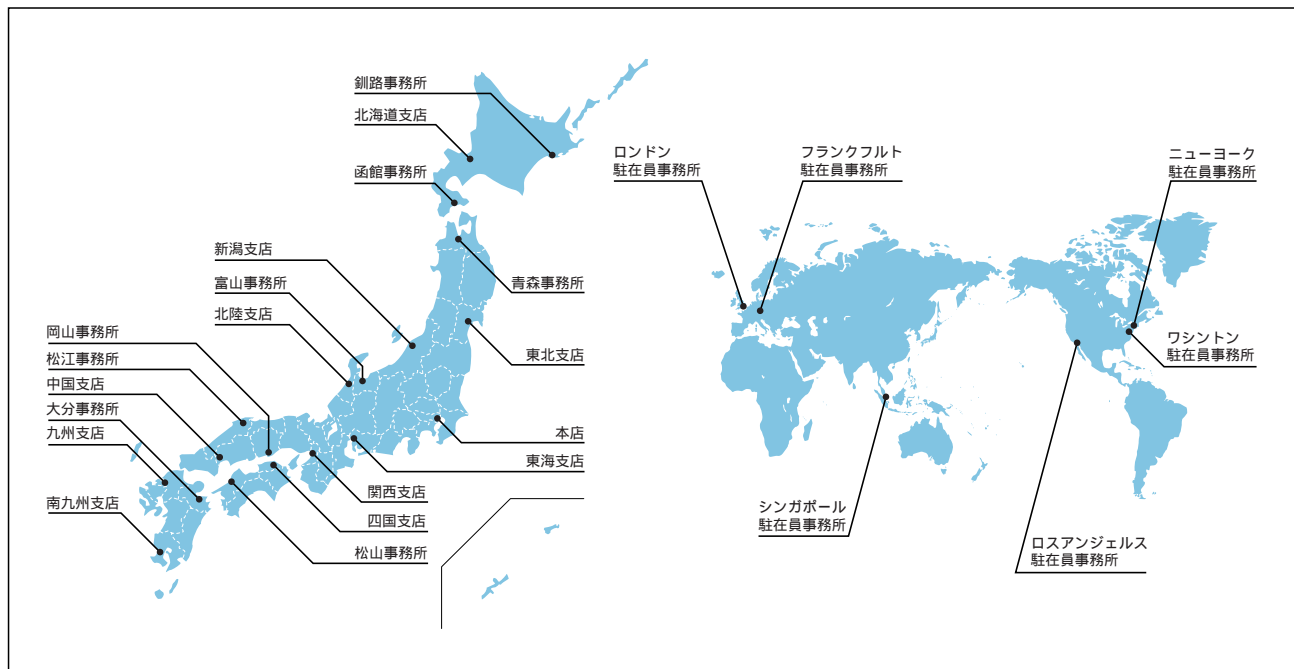 釧路事務所
北海道支店
函館事務所
新潟支店
富山事務所
北陸支店
岡山事務所
松江事務所
中国支店
大分事務所
九州支店
南九州支店
青森事務所
東北支店
本店
東海支店
関西支店
四国支店
松山事務所
ロンドン
駐在員事務所
フランクフルト
駐在員事務所
ニューヨーク
駐在員事務所
ワシントン
駐在員事務所
シンガポール
駐在員事務所
ロスアンジェルス
駐在員事務所